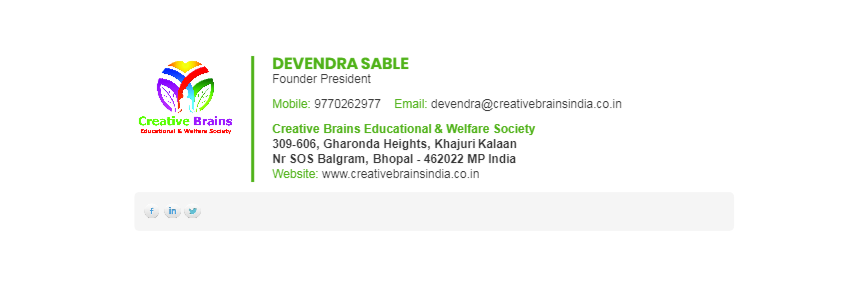 Creative Brains
Educational & Welfare Society
DEVENDRA SABLE
Founder President
Mobile: 9770262977 Email: devendra@creativebrainsindia.co.in
Creative Brains Educational & Welfare Society
309-606, Gharonda Heights, Khajuri Kalaan
Nr SOS Balgram, Bhopal - 462022 MP India
Website: www.creativebrainsindia.co.in
f in